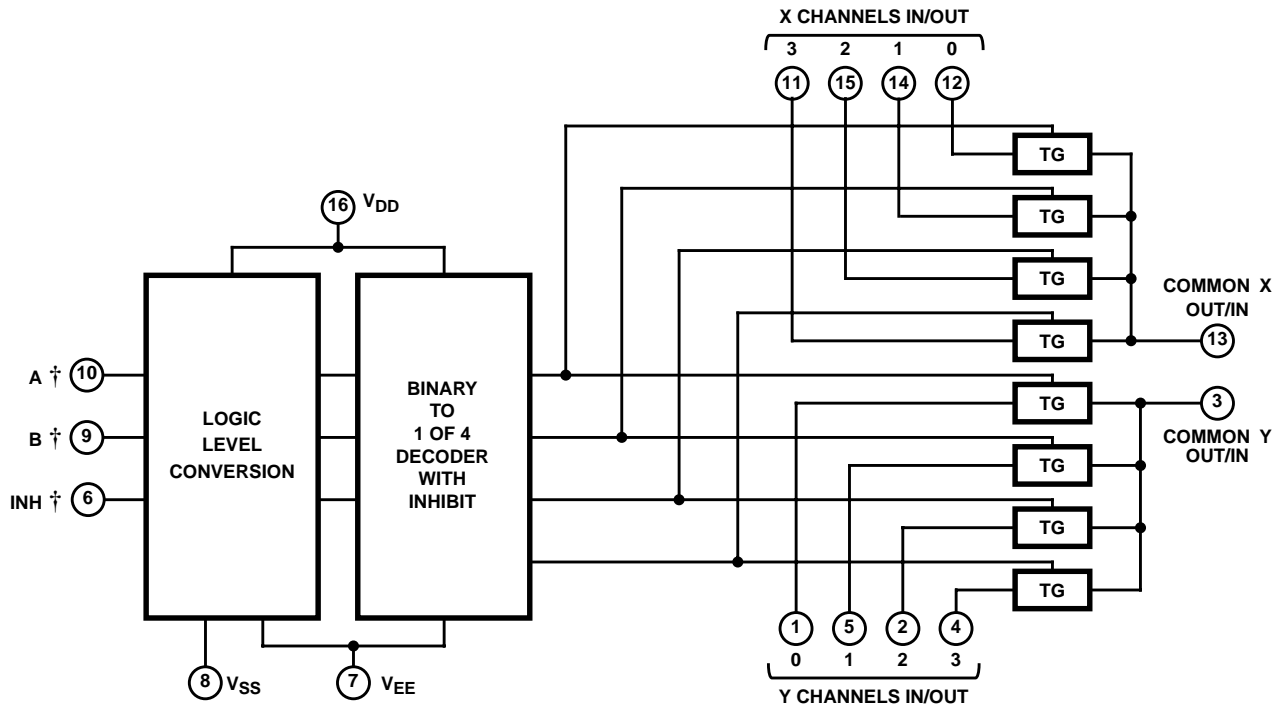 X CHANNELS IN/OUT
3 2 1 0
11 15 14 12
TG
TG
16 VDD
TG
COMMON X
OUT/IN
TG
13
A † 10
BINARY
TO
1 OF 4
DECODER
WITH
INHIBIT
LOGIC
LEVEL
CONVERSION
TG
3
COMMON Y
OUT/IN
B † 9
TG
INH † 6
TG
TG
1 5 2 4
0 1 2 3
8 VSS
7 VEE
Y CHANNELS IN/OUT